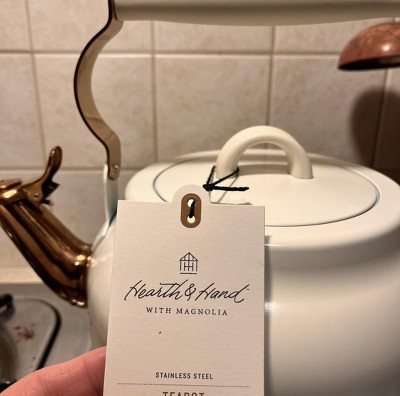 Hearth & Hand
WITH MAGNOLIA
STAINLESS STEEL
TEAPOT